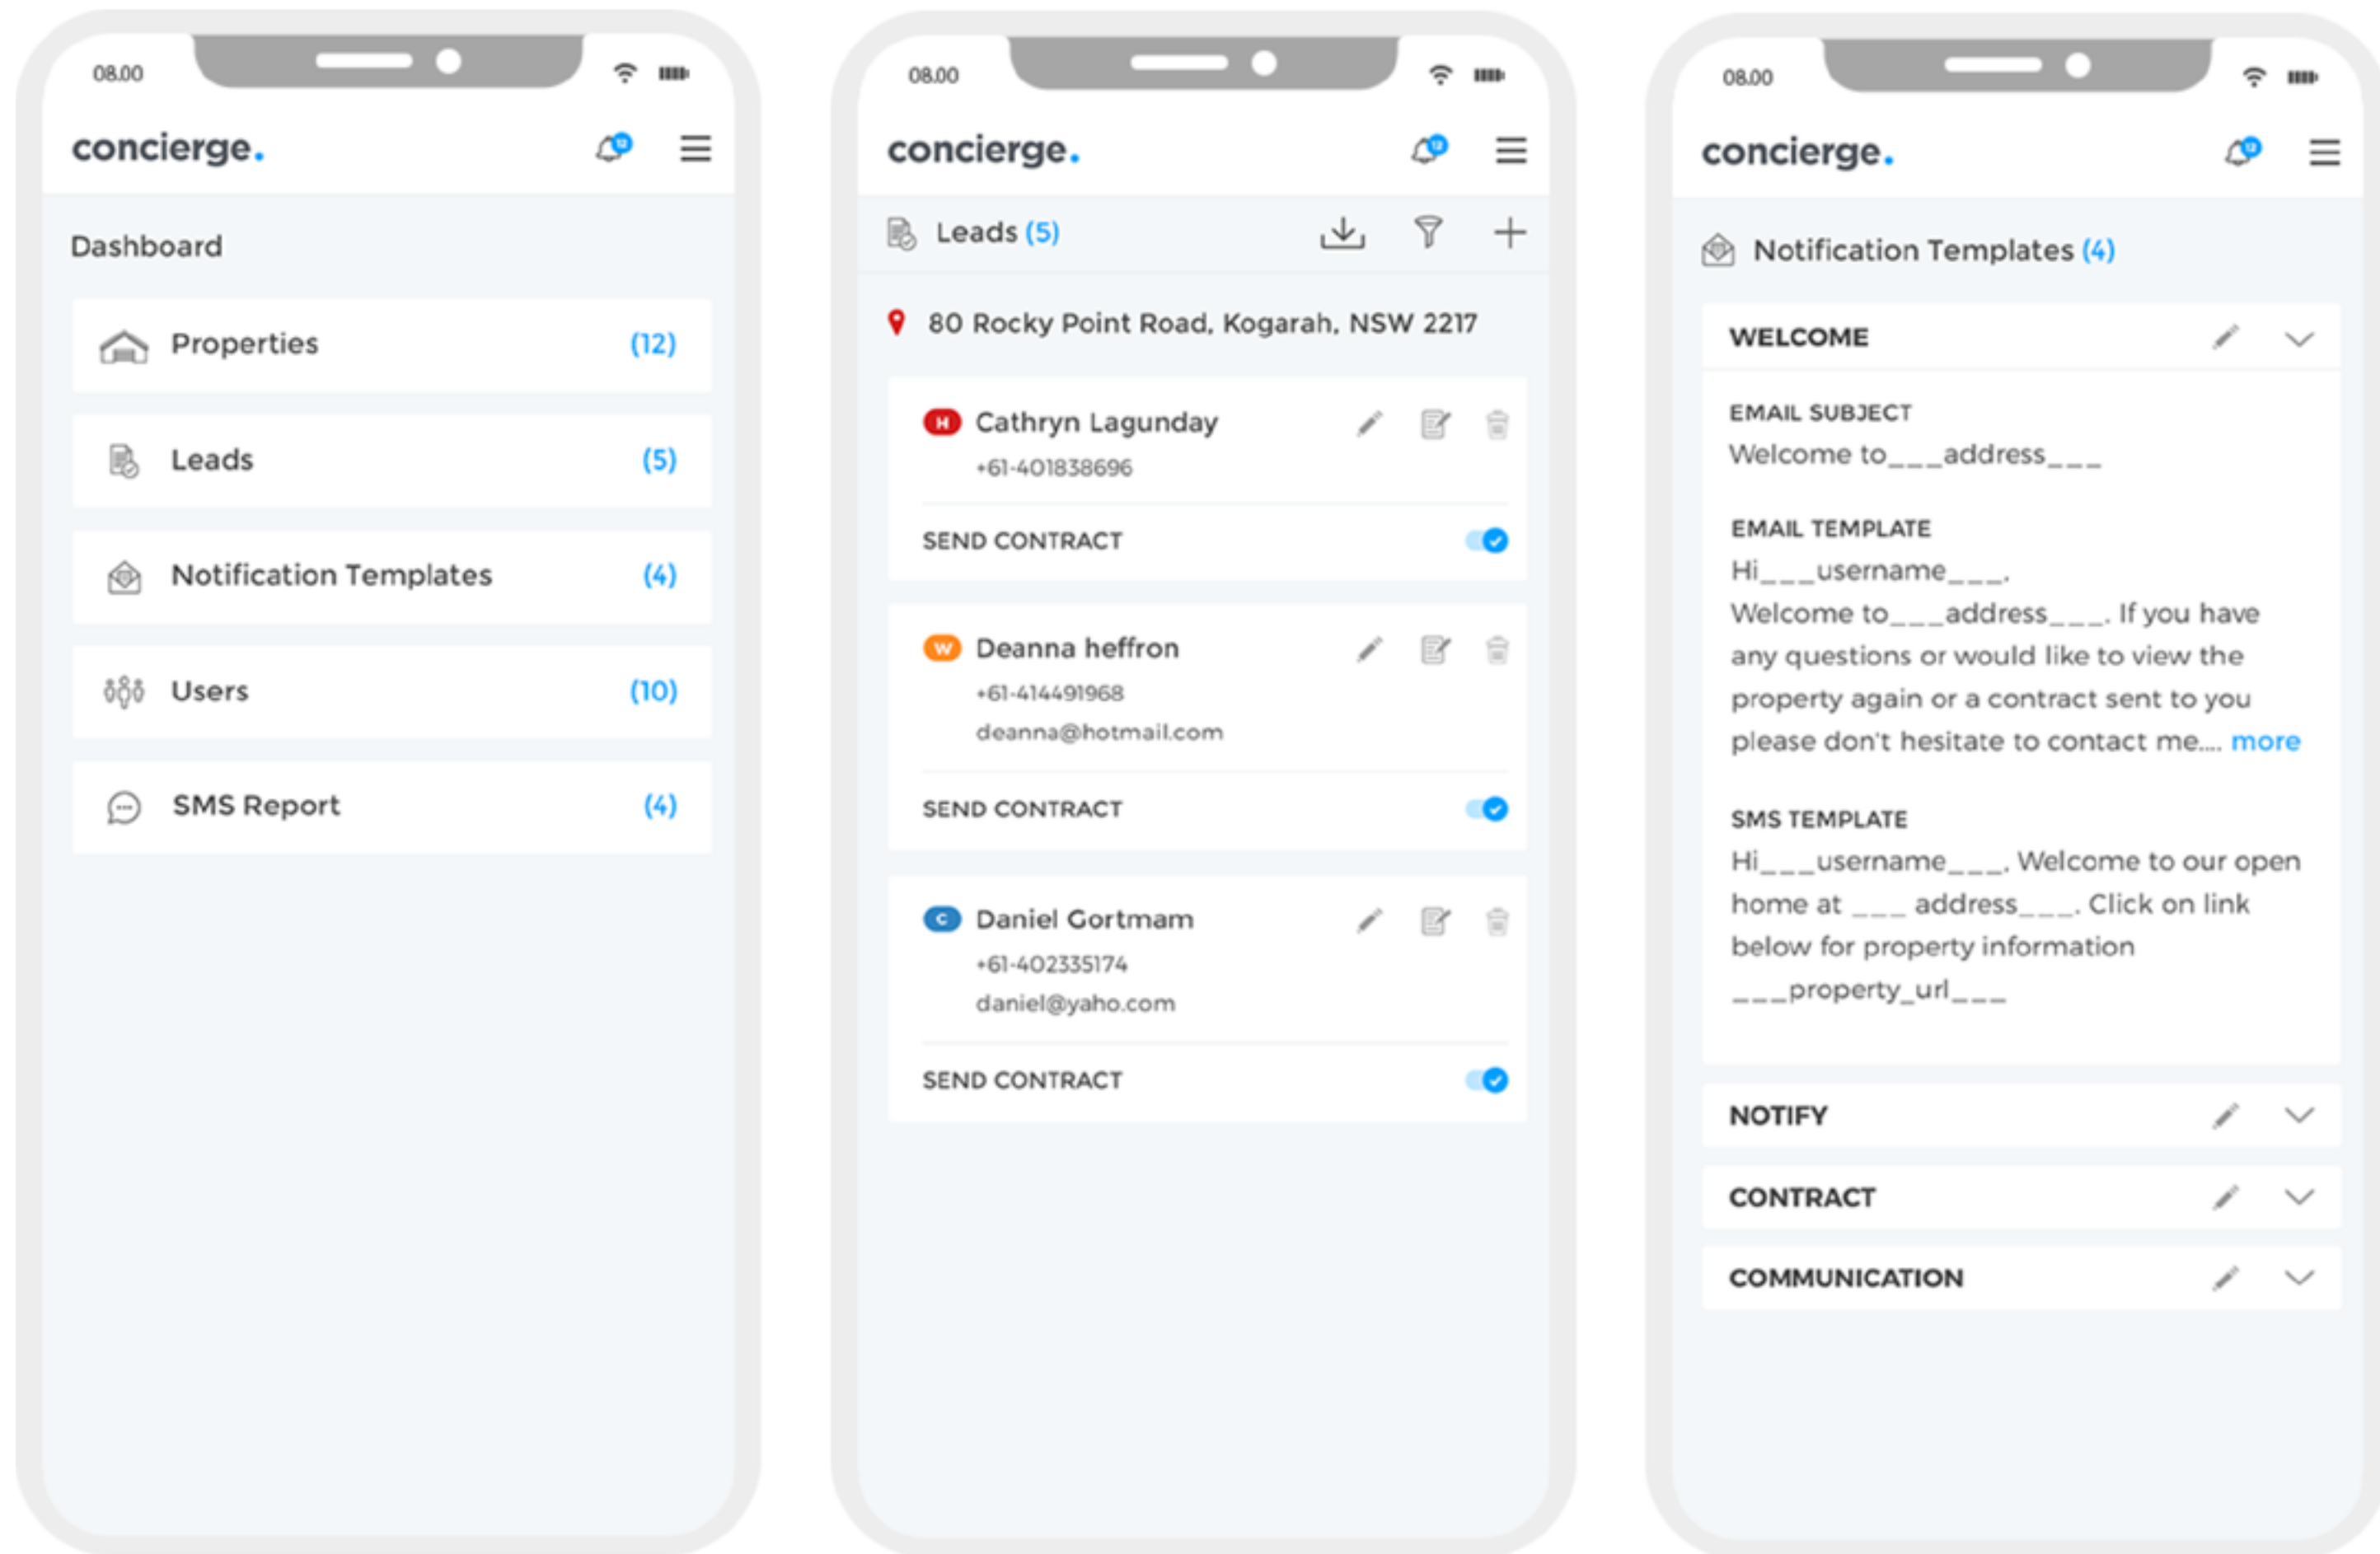 08.00
concierge.
12
Dashboard
Properties (12)
Leads (5)
Notification Templates (4)
Users (10)
SMS Report (4)
08.00
concierge.
12
Leads (5)
80 Rocky Point Road, Kogarah, NSW 2217
H Cathryn Lagunday
+61-401838696
SEND CONTRACT
W Deanna heffron
+61-414491968
deanna@hotmail.com
SEND CONTRACT
C Daniel Gortmam
+61-402335174
daniel@yaho.com
SEND CONTRACT
08.00
concierge.
12
Notification Templates (4)
WELCOME
EMAIL SUBJECT
Welcome to___address___
EMAIL TEMPLATE
Hi___username___,
Welcome to___address___. If you have
any questions or would like to view the
property again or a contract sent to you
please don't hesitate to contact me.... more
SMS TEMPLATE
Hi___username___, Welcome to our open
home at ___ address___. Click on link
below for property information
___property_url___
NOTIFY
CONTRACT
COMMUNICATION